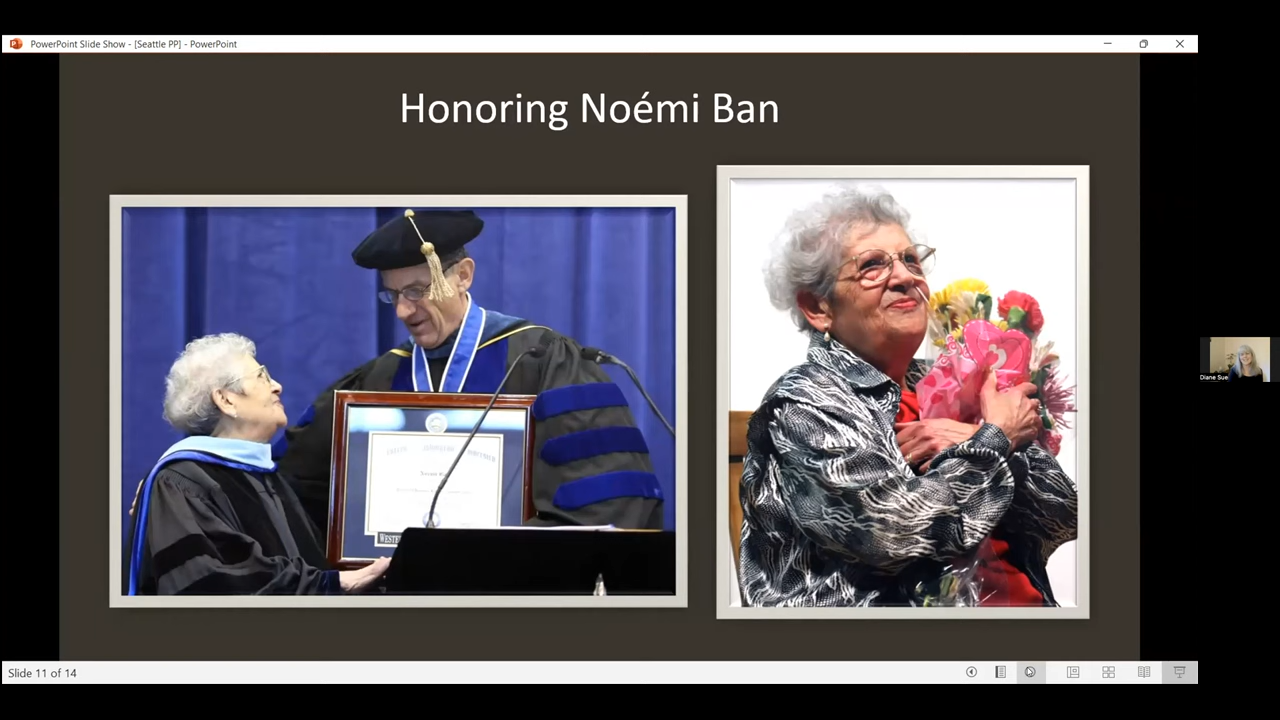 PowerPoint Slide Show - [Seattle PP] - PowerPoint
Honoring Noémi Ban
Diane Sue
Slide 11 of 14